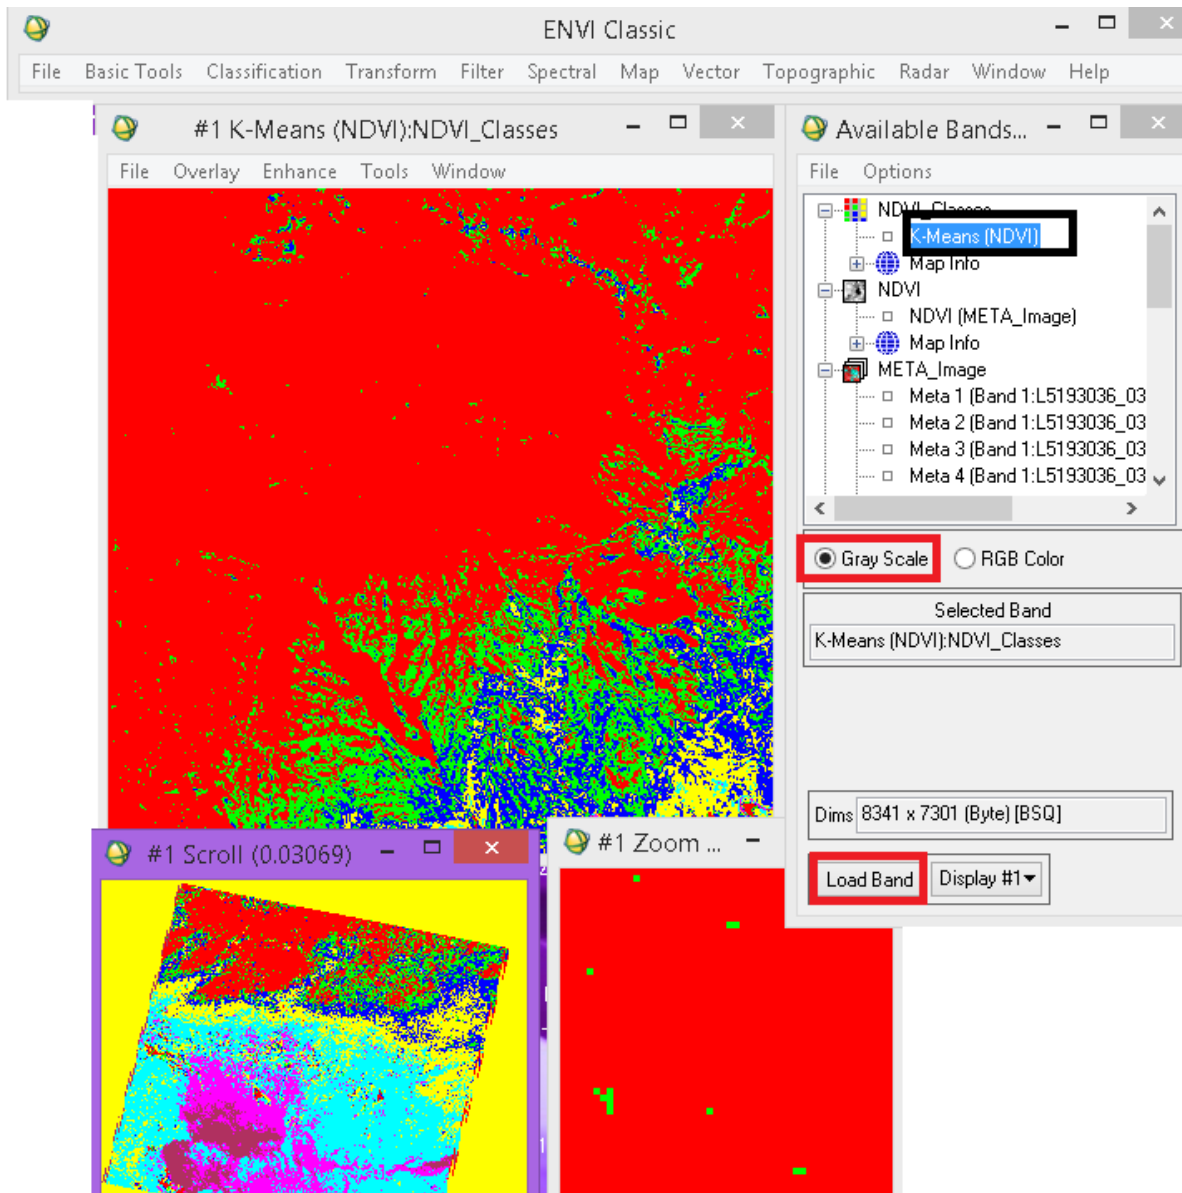 ENVI Classic
File Basic Tools Classification Transform Filter Spectral Map Vector Topographic Radar Window Help
#1 K-Means (NDVI):NDVI_Classes
File Overlay Enhance Tools Window
Available Bands...
File Options
NDVI_Classes
K-Means (NDVI)
Map Info
NDVI
NDVI (META_Image)
Map Info
META_Image
Meta 1 (Band 1:L5193036_03
Meta 2 (Band 1:L5193036_03
Meta 3 (Band 1:L5193036_03
Meta 4 (Band 1:L5193036_03
Gray Scale RGB Color
Selected Band
K-Means (NDVI):NDVI_Classes
Dims 8341 x 7301 (Byte) [BSQ]
Load Band Display #1
#1 Scroll (0.03069)
#1 Zoom ...